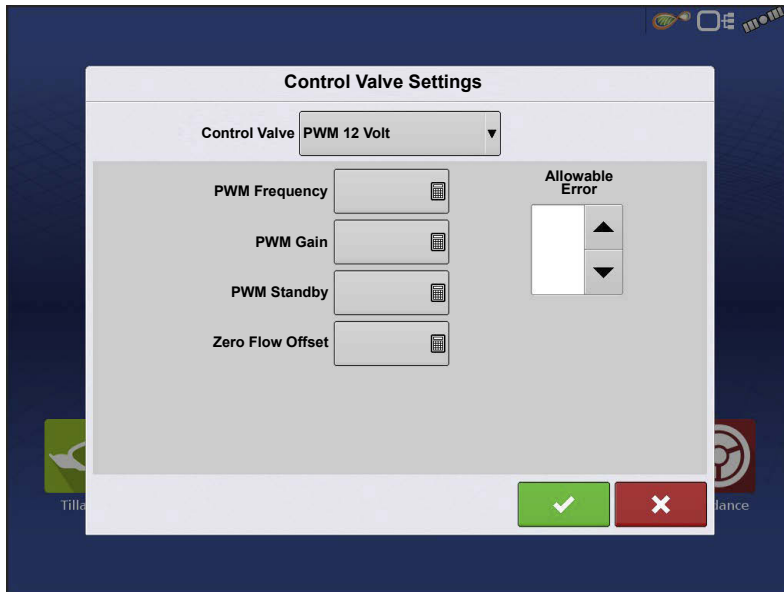 Control Valve Settings
Control Valve PWM 12 Volt
PWM Frequency
Allowable
Error
PWM Gain
PWM Standby
Zero Flow Offset
Tilla
dance